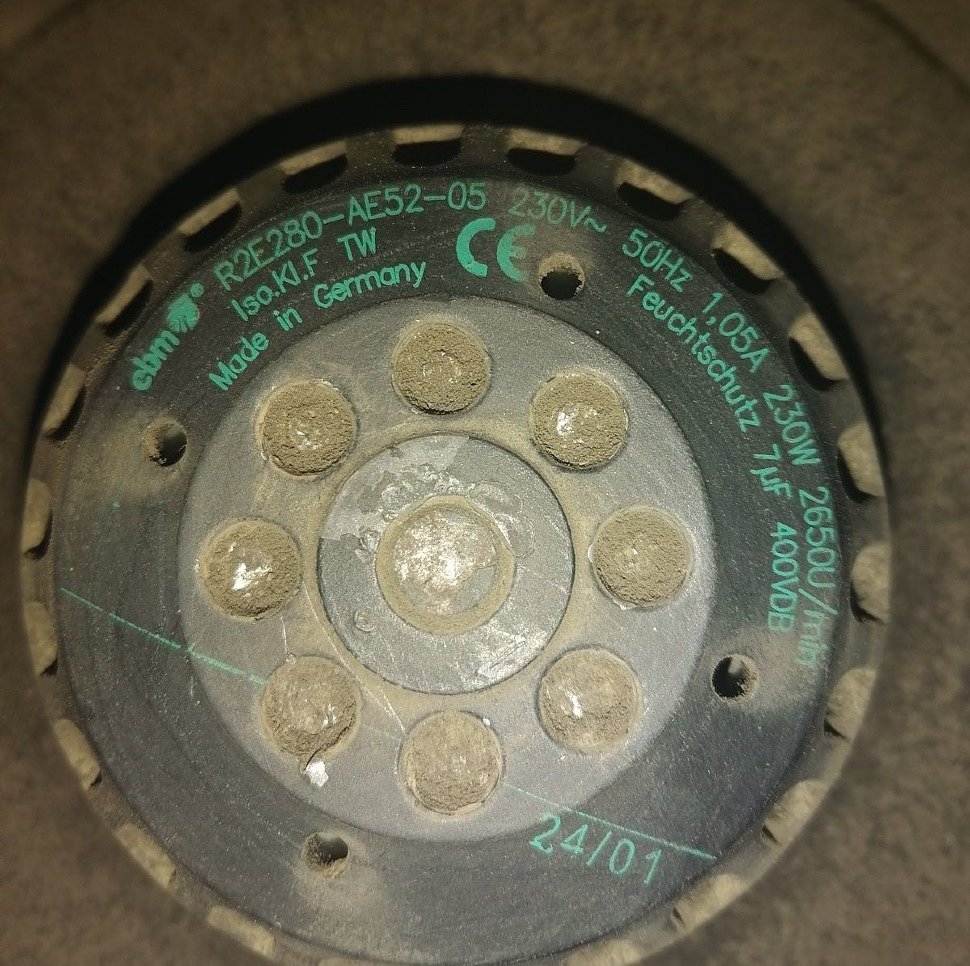 ebm
R2E280-AE52-05 230V~ 50Hz 1,05A 230W 2650U/min
Iso.Kl.F TW
Made in Germany
CE
Feuchtschutz 7µF 400VDB
24/01